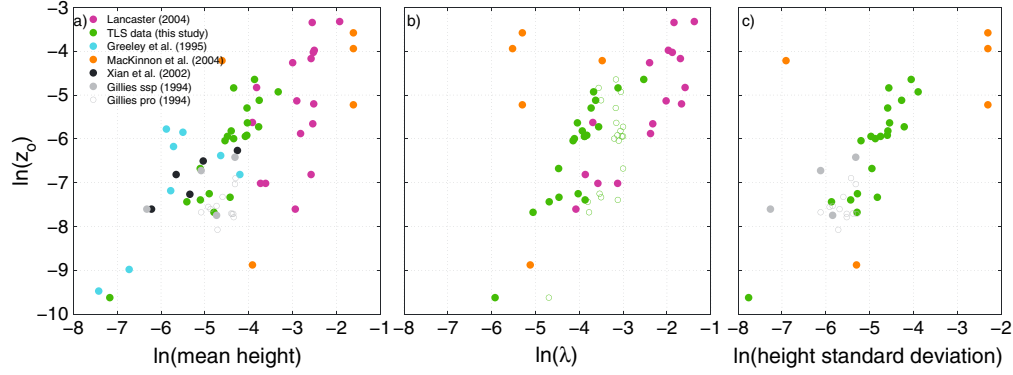 a)
Lancaster (2004)
TLS data (this study)
Greeley et al. (1995)
MacKinnon et al. (2004)
Xian et al. (2002)
Gillies ssp (1994)
Gillies pro (1994)
b)
c)
−3
−4
−5
−6
−7
−8
−9
−10
ln(z₀)
−8 −7 −6 −5 −4 −3 −2 −1
ln(mean height)
−8 −7 −6 −5 −4 −3 −2 −1
ln(λ)
−8 −7 −6 −5 −4 −3 −2
ln(height standard deviation)